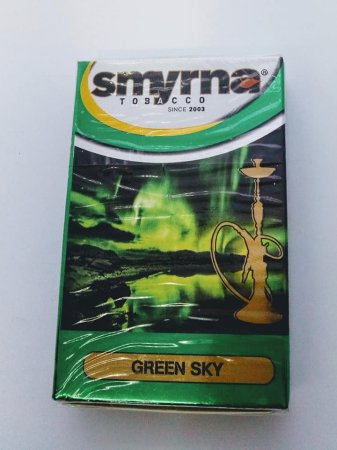 smyrna®
TOBACCO
SINCE 2003
GREEN SKY